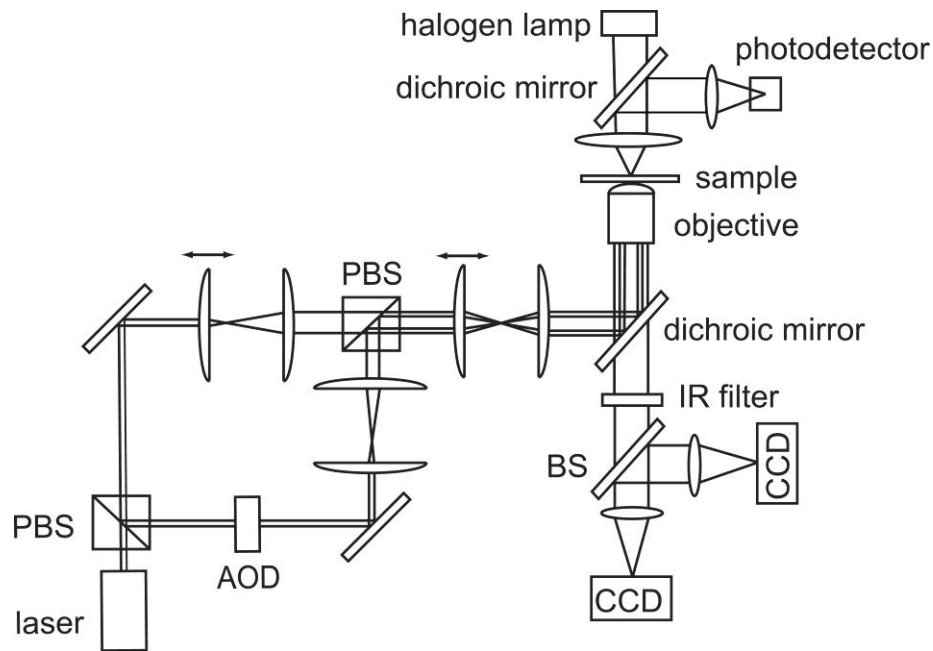 halogen lamp
photodetector
dichroic mirror
sample
objective
PBS
dichroic mirror
IR filter
BS
CCD
PBS
AOD
CCD
laser